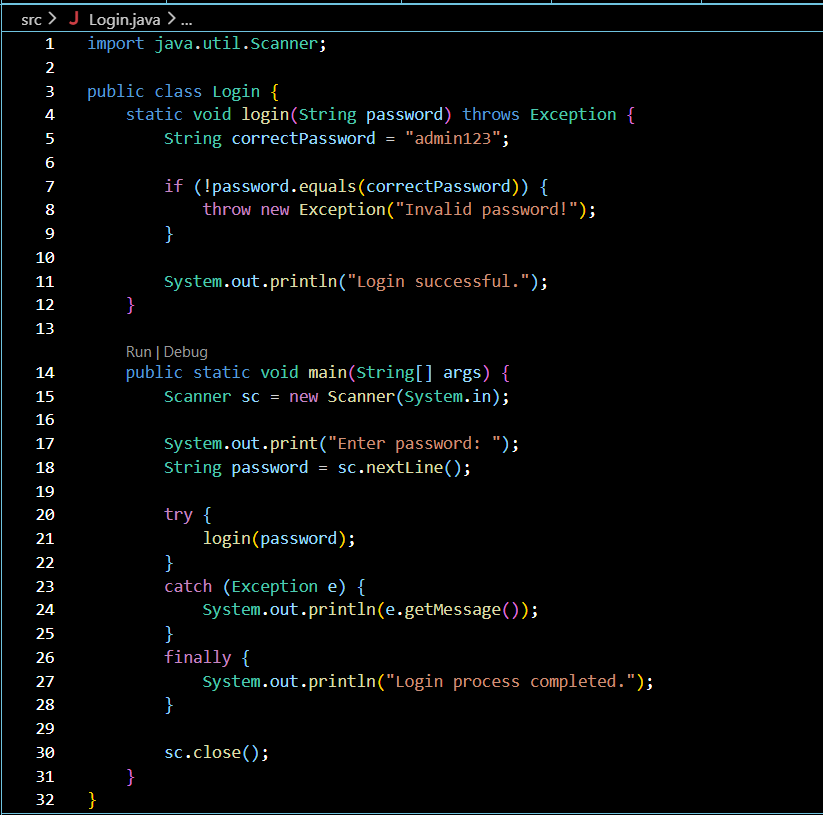 src > J Login.java > ...
1 import java.util.Scanner;
2
3 public class Login {
4     static void login(String password) throws Exception {
5         String correctPassword = "admin123";
6
7         if (!password.equals(correctPassword)) {
8             throw new Exception("Invalid password!");
9         }
10
11         System.out.println("Login successful.");
12     }
13
Run | Debug
14     public static void main(String[] args) {
15         Scanner sc = new Scanner(System.in);
16
17         System.out.print("Enter password: ");
18         String password = sc.nextLine();
19
20         try {
21             login(password);
22         }
23         catch (Exception e) {
24             System.out.println(e.getMessage());
25         }
26         finally {
27             System.out.println("Login process completed.");
28         }
29
30         sc.close();
31     }
32 }